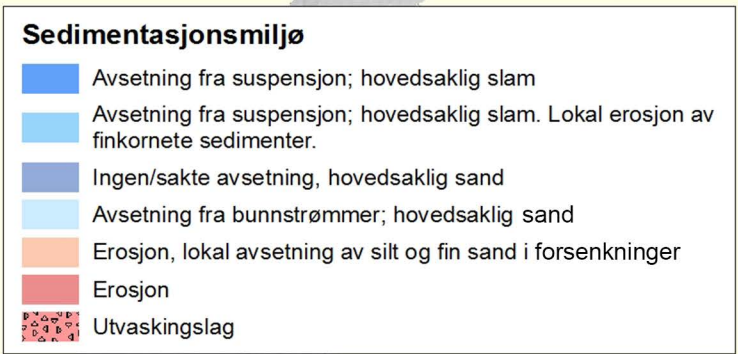 Sedimentasjonsmiljø
Avsetning fra suspensjon; hovedsaklig slam
Avsetning fra suspensjon; hovedsaklig slam. Lokal erosjon av
finkornete sedimenter.
Ingen/sakte avsetning, hovedsaklig sand
Avsetning fra bunnstrømmer; hovedsaklig sand
Erosjon, lokal avsetning av silt og fin sand i forsenkninger
Erosjon
Utvaskingslag